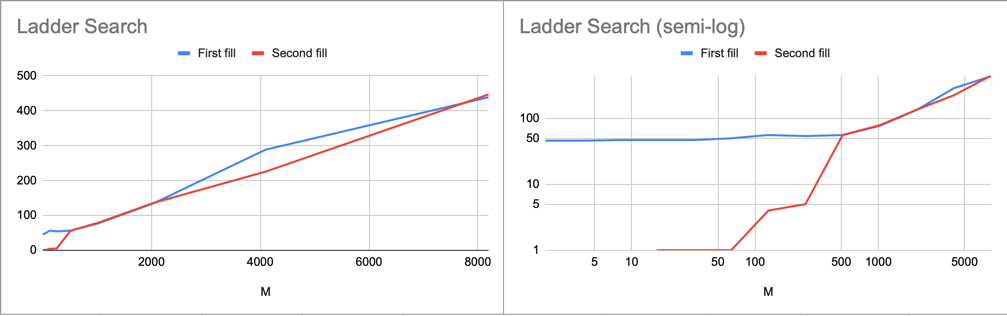 Ladder Search
First fill Second fill
500
400
300
200
100
0
2000 4000 6000 8000
M
Ladder Search (semi-log)
First fill Second fill
100
50
10
5
1
5 10 50 100 500 1000 5000
M